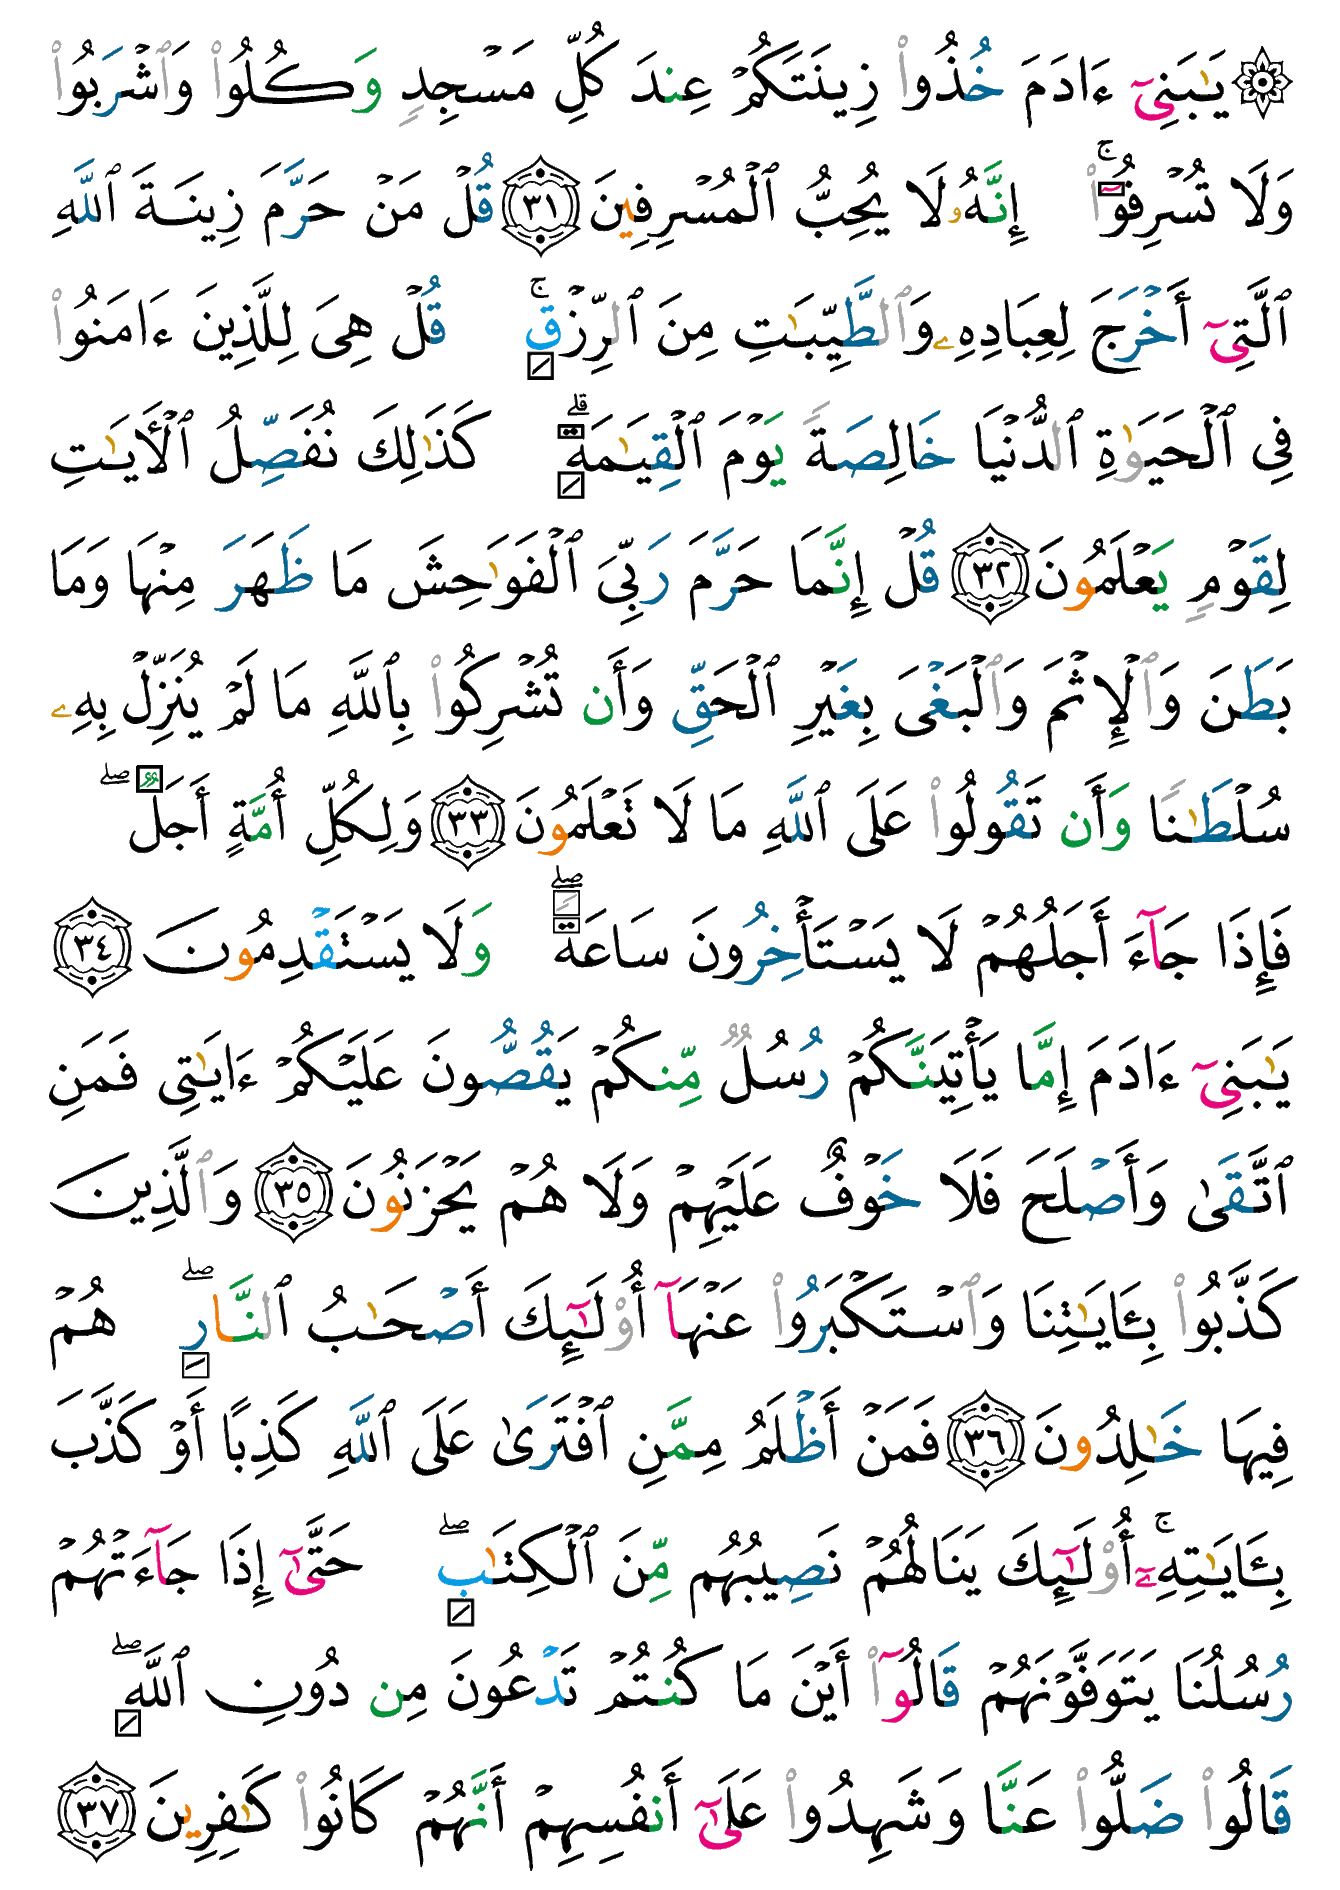 ۞ يَٰبَنِىٓ ءَادَمَ خُذُوا۟ زِينَتَكُمْ عِندَ كُلِّ مَسْجِدٍ وَكُلُوا۟ وَٱشْرَبُوا۟
وَلَا تُسْرِفُوٓا۟ ۚ إِنَّهُۥ لَا يُحِبُّ ٱلْمُسْرِفِينَ ٣١ قُلْ مَنْ حَرَّمَ زِينَةَ ٱللَّهِ
ٱلَّتِىٓ أَخْرَجَ لِعِبَادِهِۦ وَٱلطَّيِّبَٰتِ مِنَ ٱلرِّزْقِ ۚ قُلْ هِىَ لِلَّذِينَ ءَامَنُوا۟
فِى ٱلْحَيَوٰةِ ٱلدُّنْيَا خَالِصَةً يَوْمَ ٱلْقِيَٰمَةِ ۗ كَذَٰلِكَ نُفَصِّلُ ٱلْءَايَٰتِ
لِقَوْمٍ يَعْلَمُونَ ٣٢ قُلْ إِنَّمَا حَرَّمَ رَبِّىَ ٱلْفَوَٰحِشَ مَا ظَهَرَ مِنْهَا وَمَا
بَطَنَ وَٱلْإِثْمَ وَٱلْبَغْىَ بِغَيْرِ ٱلْحَقِّ وَأَن تُشْرِكُوا۟ بِٱللَّهِ مَا لَمْ يُنَزِّلْ بِهِۦ
سُلْطَٰنًا وَأَن تَقُولُوا۟ عَلَى ٱللَّهِ مَا لَا تَعْلَمُونَ ٣٣ وَلِكُلِّ أُمَّةٍ أَجَلٌ ۖ
فَإِذَا جَآءَ أَجَلُهُمْ لَا يَسْتَأْخِرُونَ سَاعَةً ۖ وَلَا يَسْتَقْدِمُونَ ٣٤
يَٰبَنِىٓ ءَادَمَ إِمَّا يَأْتِيَنَّكُمْ رُسُلٌ مِّنكُمْ يَقُصُّونَ عَلَيْكُمْ ءَايَٰتِى فَمَنِ
ٱتَّقَىٰ وَأَصْلَحَ فَلَا خَوْفٌ عَلَيْهِمْ وَلَا هُمْ يَحْزَنُونَ ٣٥ وَٱلَّذِينَ
كَذَّبُوا۟ بِـَٔايَٰتِنَا وَٱسْتَكْبَرُوا۟ عَنْهَآ أُو۟لَٰٓئِكَ أَصْحَٰبُ ٱلنَّارِ ۖ هُمْ
فِيهَا خَٰلِدُونَ ٣٦ فَمَنْ أَظْلَمُ مِمَّنِ ٱفْتَرَىٰ عَلَى ٱللَّهِ كَذِبًا أَوْ كَذَّبَ
بِـَٔايَٰتِهِۦٓ ۚ أُو۟لَٰٓئِكَ يَنَالُهُمْ نَصِيبُهُم مِّنَ ٱلْكِتَٰبِ ۖ حَتَّىٰٓ إِذَا جَآءَتْهُمْ
رُسُلُنَا يَتَوَفَّوْنَهُمْ قَالُوٓا۟ أَيْنَ مَا كُنتُمْ تَدْعُونَ مِن دُونِ ٱللَّهِ ۖ
قَالُوا۟ ضَلُّوا۟ عَنَّا وَشَهِدُوا۟ عَلَىٰٓ أَنفُسِهِمْ أَنَّهُمْ كَانُوا۟ كَٰفِرِينَ ٣٧